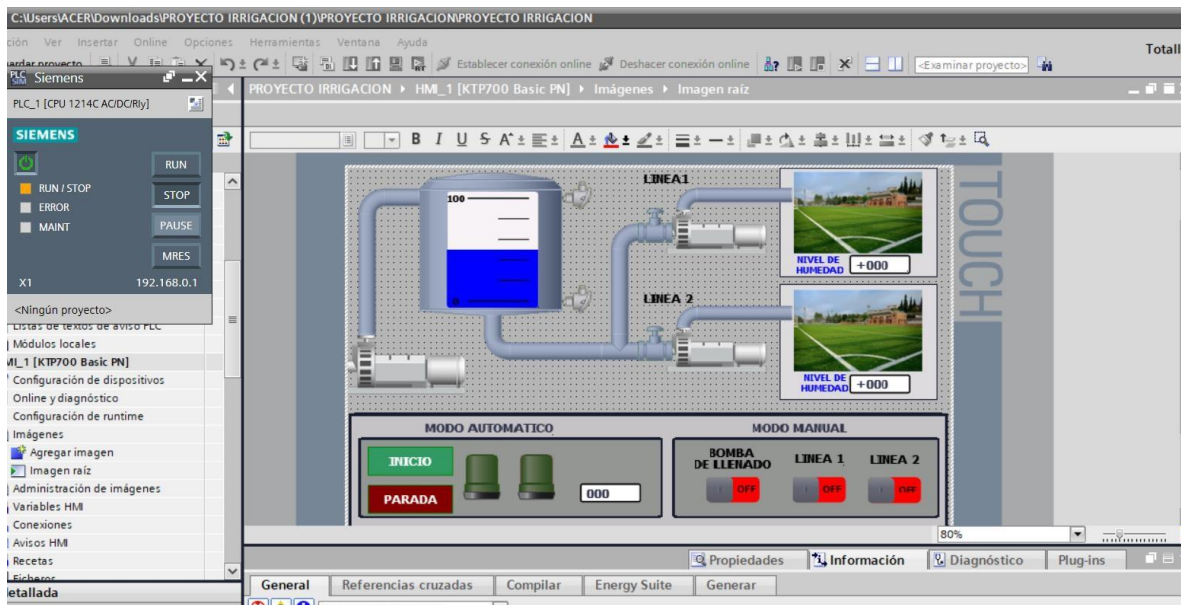 C:\Users\ACER\Downloads\PROYECTO IRRIGACION (1)\PROYECTO IRRIGACION\PROYECTO IRRIGACION
Ver Insertar Online Opciones Herramientas Ventana Ayuda
Totall
Establecer conexión online Deshacer conexión online <Examinar proyecto>
Siemens
PLC_1 [CPU 1214C AC/DC/Rly]
PROYECTO IRRIGACION HMI_1 [KTP700 Basic PN] Imágenes Imagen raíz
SIEMENS
B I U S A A
RUN
RUN / STOP
STOP
ERROR
MAINT
PAUSE
MRES
X1 192.168.0.1
<Ningún proyecto>
Listas de textos de aviso PLC
Módulos locales
MI_1 [KTP700 Basic PN]
Configuración de dispositivos
Online y diagnóstico
Configuración de runtime
Imágenes
Agregar imagen
Imagen raíz
Administración de imágenes
Variables HMI
Conexiones
Avisos HMI
Recetas
Ficheros
etallada
100
0
LINEA1
NIVEL DE
HUMEDAD +000
LINEA 2
NIVEL DE
HUMEDAD +000
TOUCH
MODO AUTOMATICO
INICIO
PARADA
000
MODO MANUAL
BOMBA
DE LLENADO
LINEA 1
LINEA 2
OFF OFF OFF
80%
Propiedades Información Diagnóstico Plug-ins
General Referencias cruzadas Compilar Energy Suite Generar